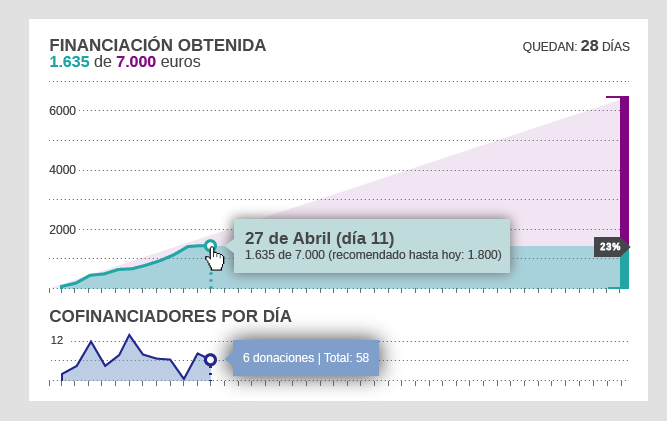 FINANCIACIÓN OBTENIDA
1.635 de 7.000 euros
QUEDAN: 28 DÍAS
6000
4000
2000
27 de Abril (día 11)
1.635 de 7.000 (recomendado hasta hoy: 1.800)
23%
COFINANCIADORES POR DÍA
12
6 donaciones | Total: 58